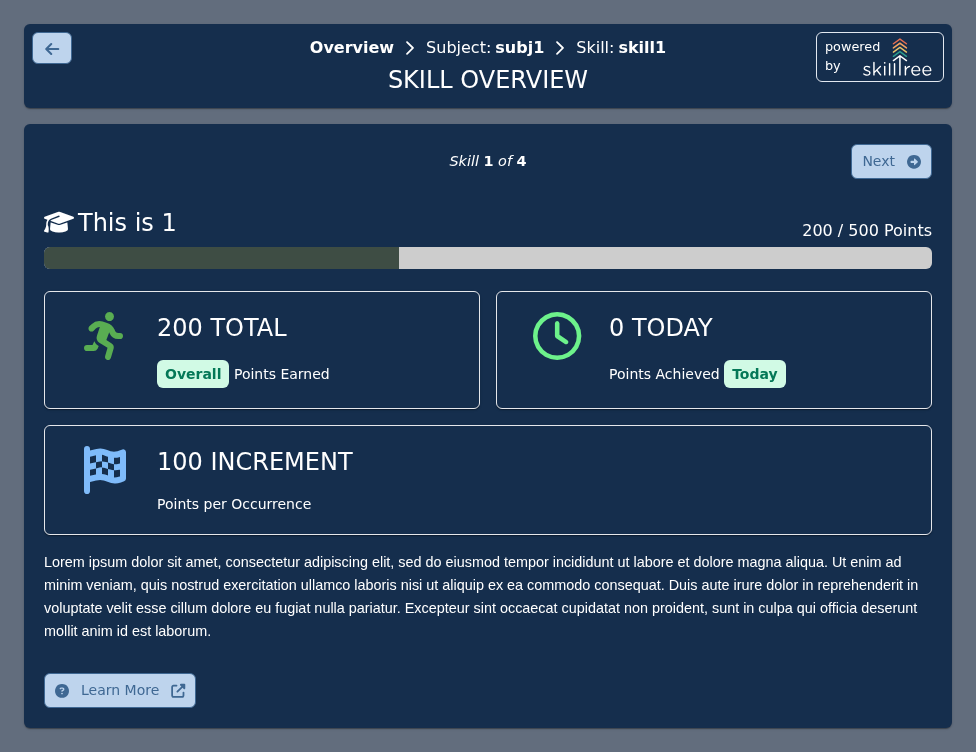 Overview > Subject: subj1 > Skill: skill1
SKILL OVERVIEW
powered by skilltree
Skill 1 of 4
Next
This is 1
200 / 500 Points
200 TOTAL
Overall Points Earned
0 TODAY
Points Achieved Today
100 INCREMENT
Points per Occurrence
Lorem ipsum dolor sit amet, consectetur adipiscing elit, sed do eiusmod tempor incididunt ut labore et dolore magna aliqua. Ut enim ad
minim veniam, quis nostrud exercitation ullamco laboris nisi ut aliquip ex ea commodo consequat. Duis aute irure dolor in reprehenderit in
voluptate velit esse cillum dolore eu fugiat nulla pariatur. Excepteur sint occaecat cupidatat non proident, sunt in culpa qui officia deserunt
mollit anim id est laborum.
Learn More